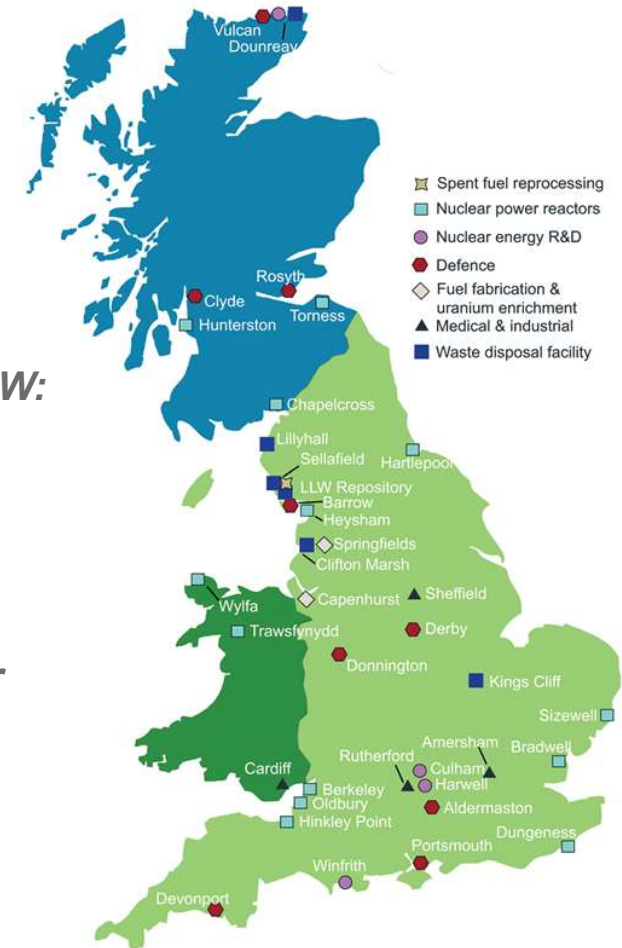 Vulcan
Dounreay
Spent fuel reprocessing
Nuclear power reactors
Nuclear energy R&D
Defence
Fuel fabrication &
uranium enrichment
Medical & industrial
Waste disposal facility
Rosyth
Clyde
Torness
Hunterston
W:
Chapelcross
Lillyhall
Sellafield
Hartlepool
LLW Repository
Barrow
Heysham
Springfields
Clifton Marsh
Capenhurst
Sheffield
Wylfa
Trawsfynydd
Derby
Donnington
Kings Cliff
Sizewell
Amersham
Bradwell
Rutherford
Cardiff
Culham
Harwell
Berkeley
Oldbury
Aldermaston
Hinkley Point
Dungeness
Portsmouth
Winfrith
Devonport